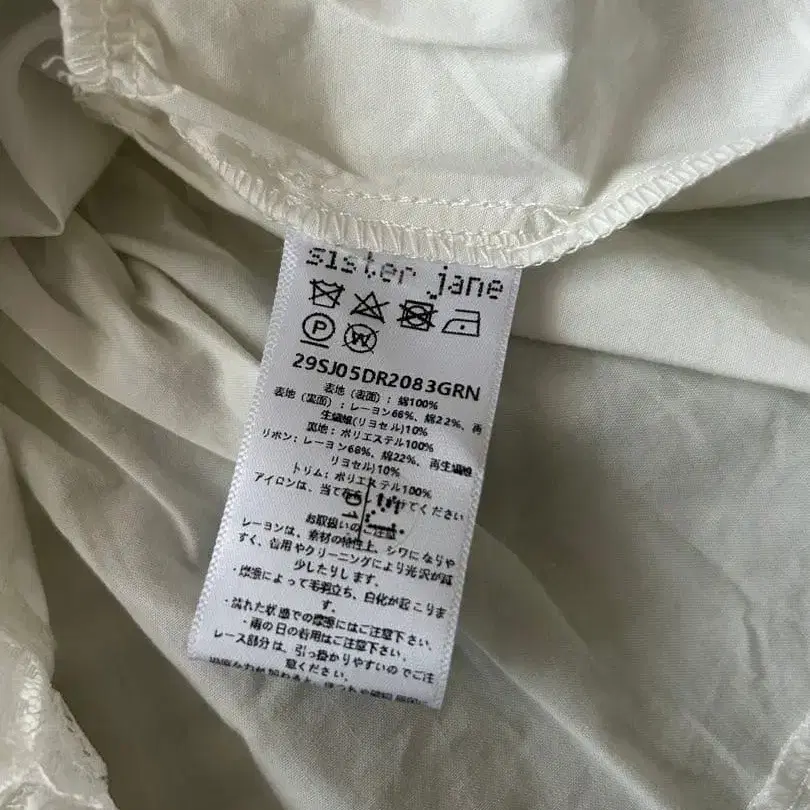 sister jane
P
W
29SJ05DR2083GRN
表地（表面）：綿100%
表地（裏面）：レーヨン68%、綿22%、再
生繊維(リヨセル)10%
裏地：ポリエステル100%
リボン：レーヨン68%、綿22%、再生繊維
リヨセル)10%
トリム：ポリエステル100%
アイロンは、当て てください
お取扱いのご注意
レーヨンは、素材の特性上、シワになりや
すく、着用やクリーニングにより光沢が減
少したりします。
・摩擦によって毛羽立ち、白化が起こりま
す。
・濡れた状態での摩擦にはご注意下さい。
・雨の日の着用はご注意下さい。
レース部分は、引っ掛かりやすいのでご注
意ください。